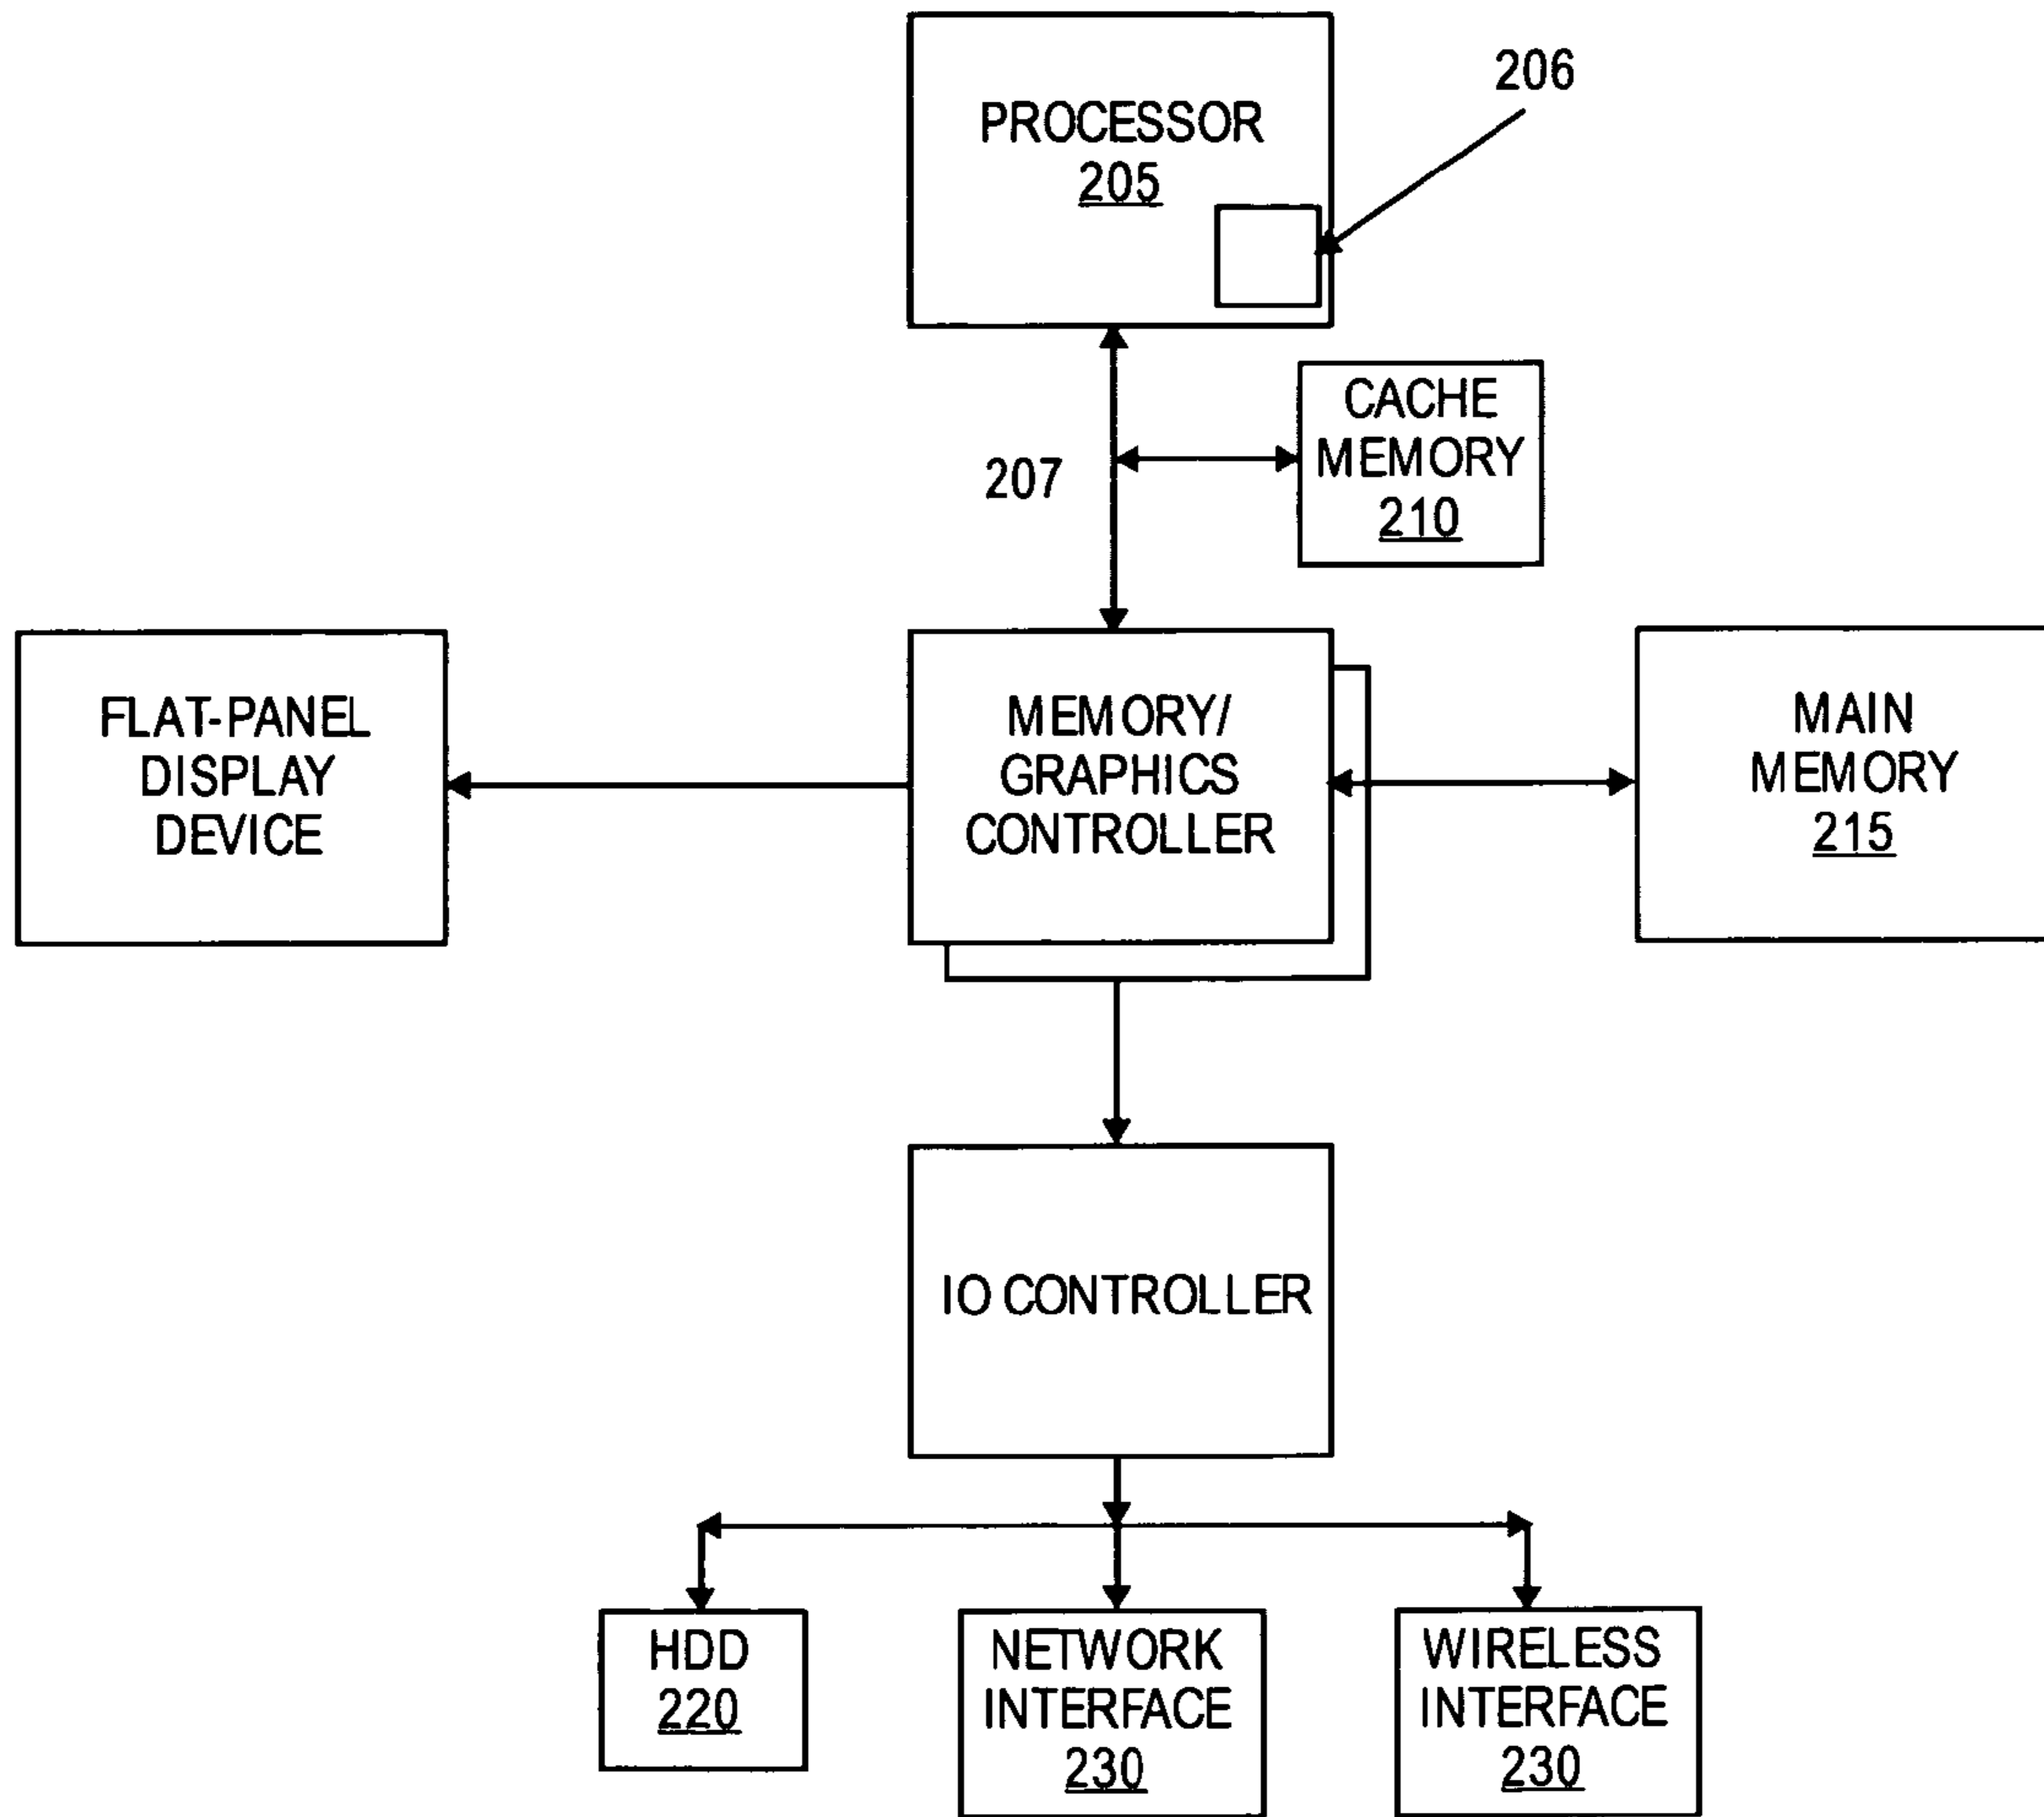 PROCESSOR
205
206
CACHE
MEMORY
210
207
FLAT-PANEL
DISPLAY
DEVICE
MEMORY/
GRAPHICS
CONTROLLER
MAIN
MEMORY
215
IO CONTROLLER
HDD
220
NETWORK
INTERFACE
230
WIRELESS
INTERFACE
230